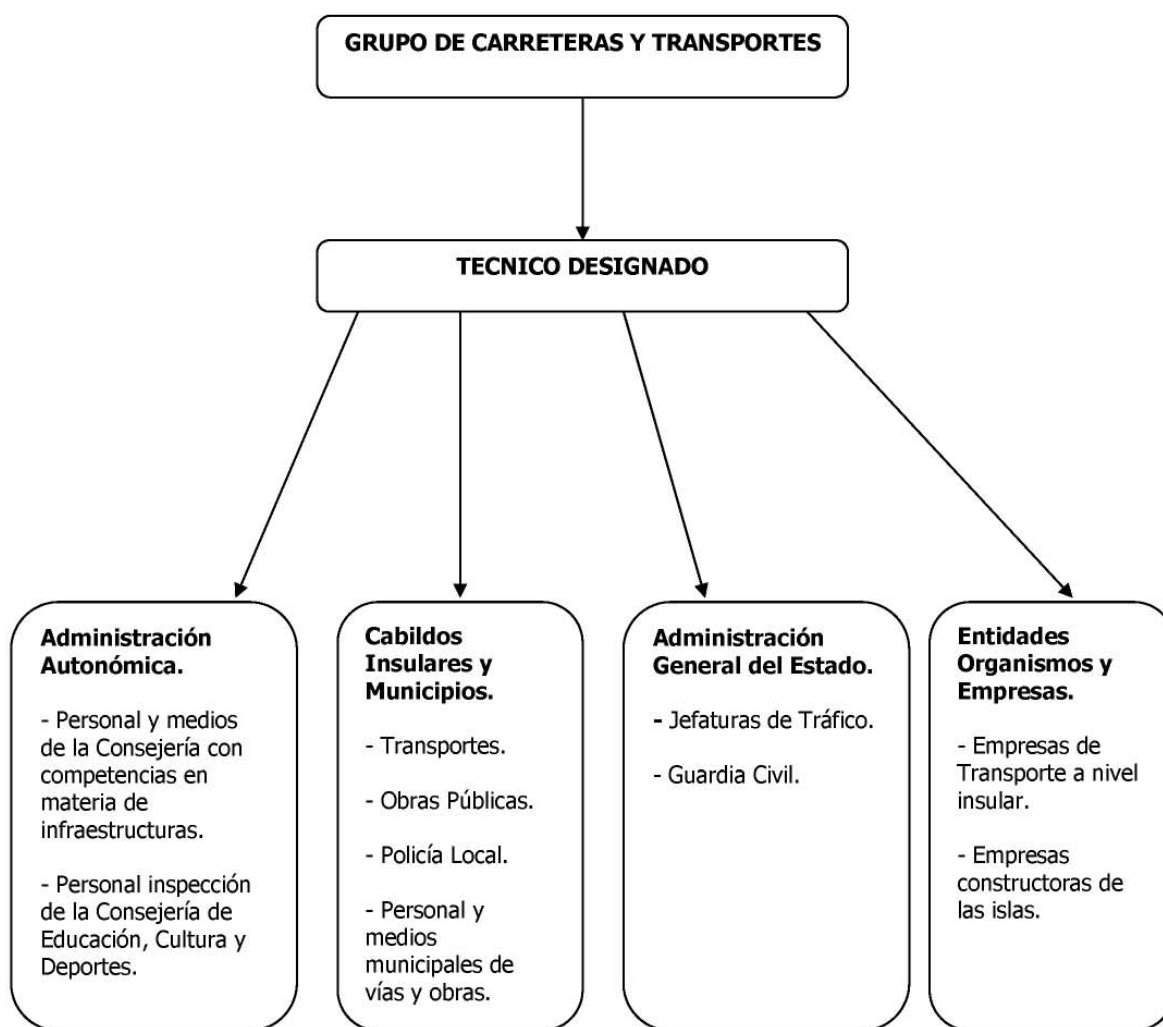 GRUPO DE CARRETERAS Y TRANSPORTES
TECNICO DESIGNADO
Administración
Autonómica.
- Personal y medios
de la Consejería con
competencias en
materia de
infraestructuras.
- Personal inspección
de la Consejería de
Educación, Cultura y
Deportes.
Cabildos
Insulares y
Municipios.
- Transportes.
- Obras Públicas.
- Policía Local.
- Personal y
medios
municipales de
vías y obras.
Administración
General del Estado.
- Jefaturas de Tráfico.
- Guardia Civil.
Entidades
Organismos y
Empresas.
- Empresas de
Transporte a nivel
insular.
- Empresas
constructoras de
las islas.